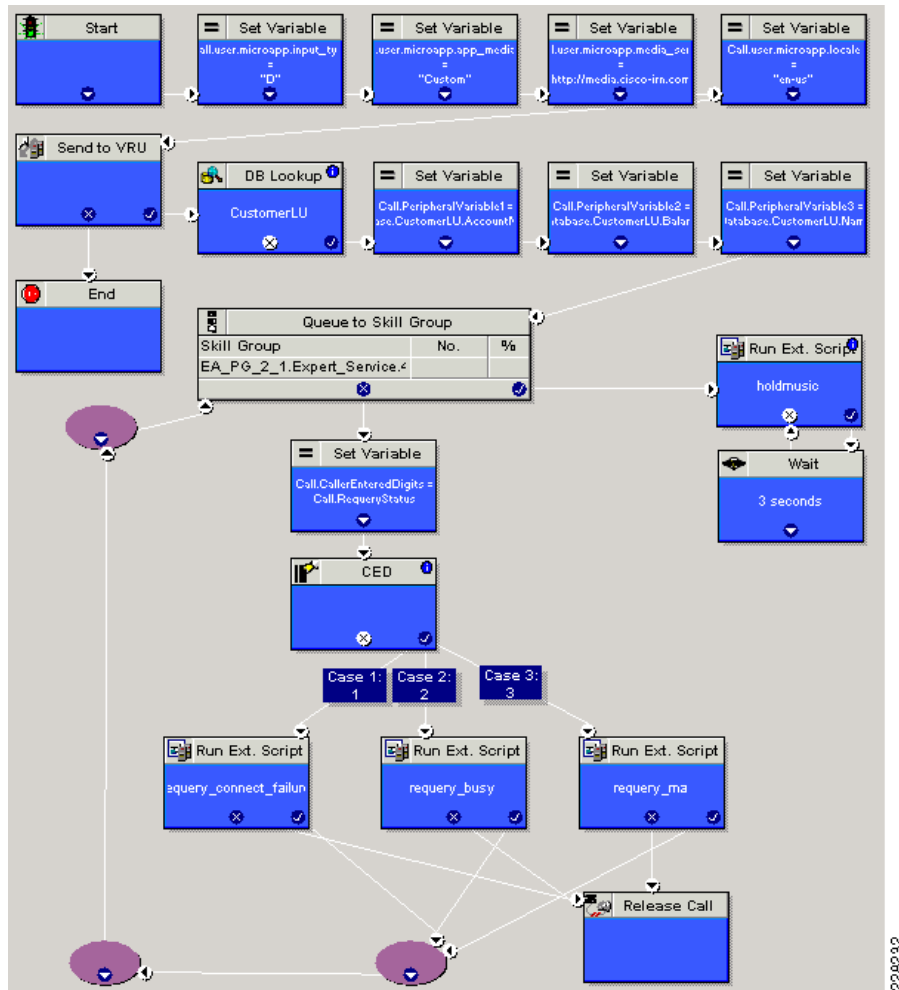 Start
Set Variable
all.user.microapp.input_ty
=
"D"
Set Variable
.user.microapp.app_medi
=
"Custom"
Set Variable
l.user.microapp.media_ser
=
http://media.cisco-irn.com
Set Variable
Call.user.microapp.locale
=
"en-us"
Send to VRU
DB Lookup
CustomerLU
Set Variable
Call.PeripheralVariable1 =
ase.CustomerLU.Account
Set Variable
Call.PeripheralVariable2 =
atabase.CustomerLU.Balar
Set Variable
Call.PeripheralVariable3 =
atabase.CustomerLU.Nam
End
Queue to Skill Group
Skill Group No. %
EA_PG_2_1.Expert_Service.4
Run Ext. Script
holdmusic
Wait
3 seconds
Set Variable
Call.CallerEnteredDigits =
Call.RequeryStatus
CED
Case 1:
1
Case 2:
2
Case 3:
3
Run Ext. Script
equery_connect_failun
Run Ext. Script
requery_busy
Run Ext. Script
requery_rna
Release Call